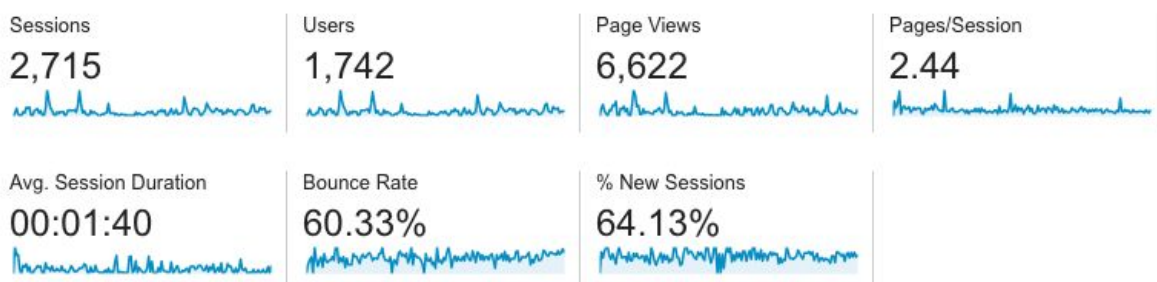 Sessions
2,715
Users
1,742
Page Views
6,622
Pages/Session
2.44
Avg. Session Duration
00:01:40
Bounce Rate
60.33%
% New Sessions
64.13%